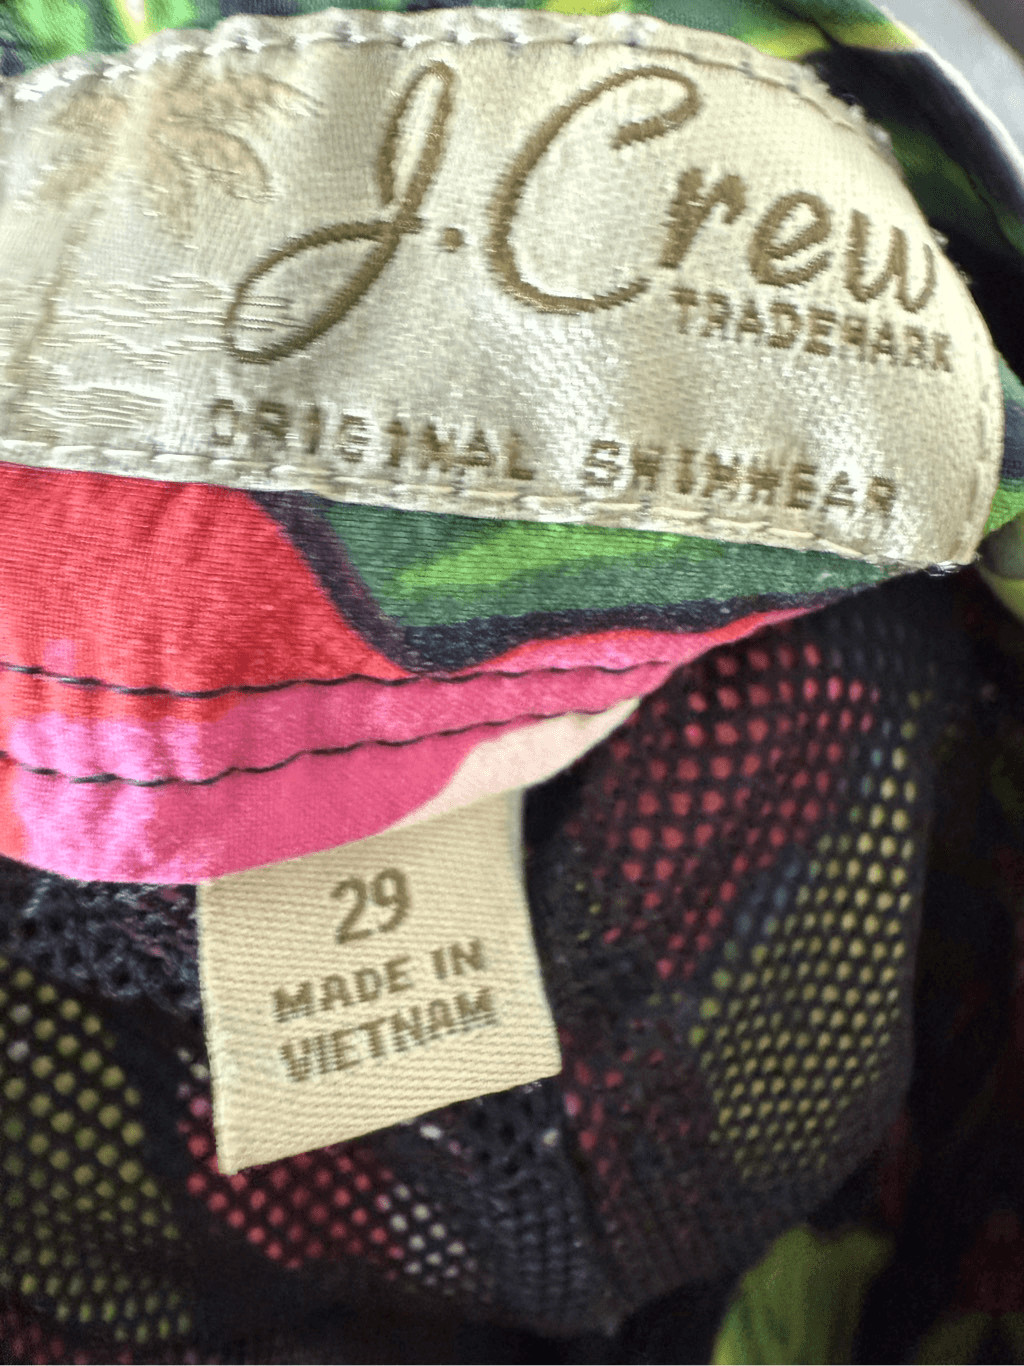 J.Crew
TRADEMARK
ORIGINAL SWIMWEAR
29
MADE IN
VIETNAM